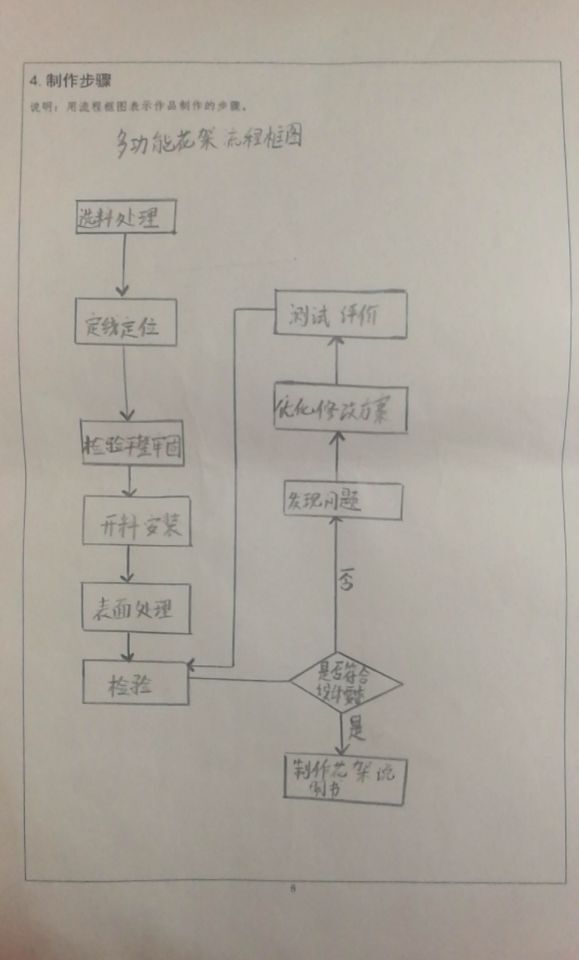 4. 制作步骤
说明：用流程框图表示作品制作的步骤。
多功能花架流程框图
选料处理
定线定位
检验平整牢固
开料安装
表面处理
检验
测试评价
优化修改方案
发现问题
否
是否符合
设计要求
是
制作花架说
明书
8